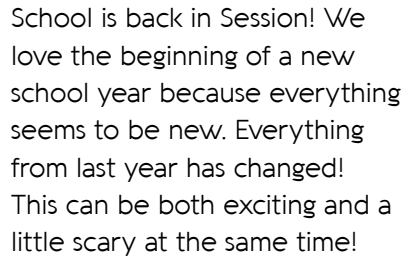 School is back in Session! We
love the beginning of a new
school year because everything
seems to be new. Everything
from last year has changed!
This can be both exciting and a
little scary at the same time!